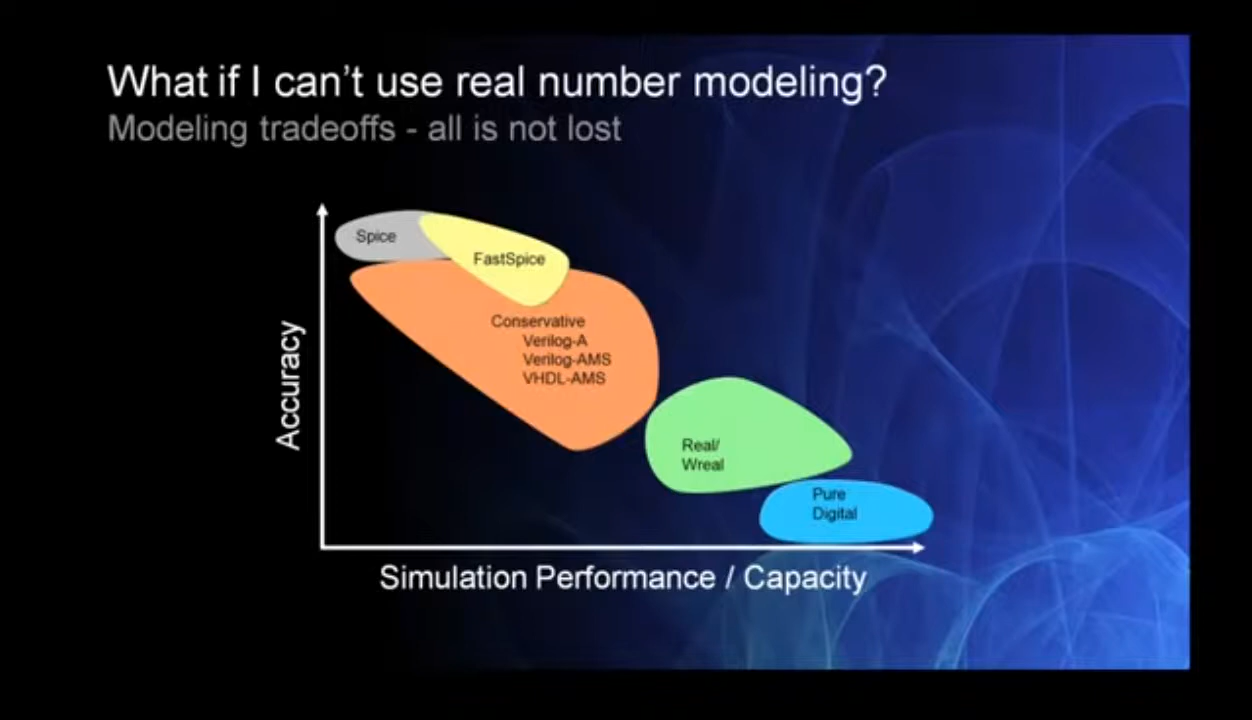 What if I can't use real number modeling?
Modeling tradeoffs - all is not lost
Spice
FastSpice
Conservative
Verilog-A
Verilog-AMS
VHDL-AMS
Accuracy
Real/
Wreal
Pure
Digital
Simulation Performance / Capacity